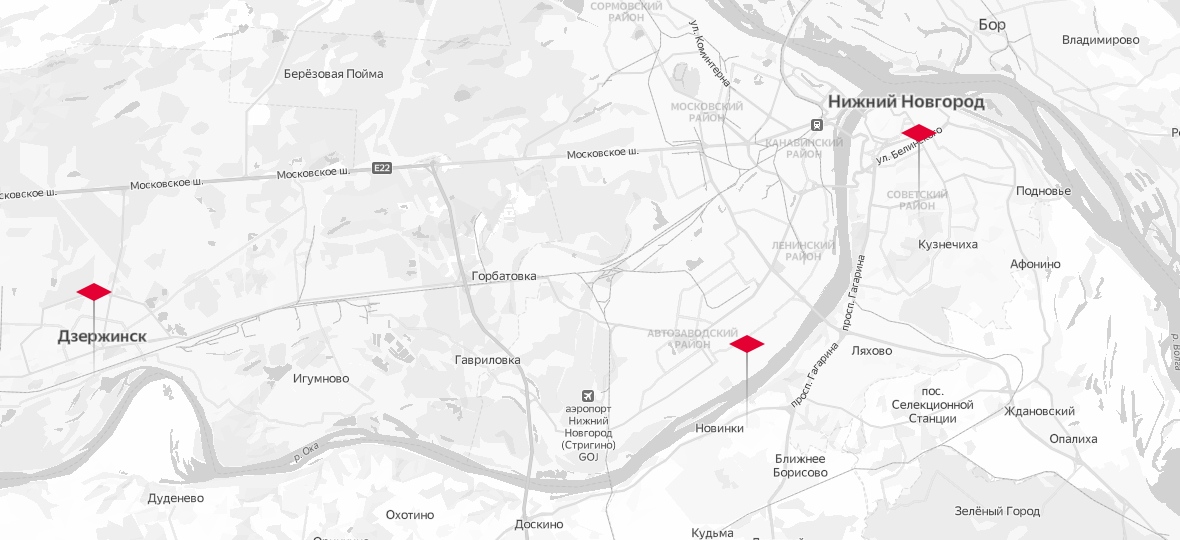 СОРМОВСКИЙ
РАЙОН
Бор
Владимирово
ул. Коминтерна
Берёзовая Пойма
МОСКОВСКИЙ
РАЙОН
Нижний Новгород
КАНАВИНСКИЙ
РАЙОН
ул. Белинского
Московское ш.
E22
Московское ш.
Московское ш.
сковское ш.
СОВЕТСКИЙ
РАЙОН
Подновье
Кузнечиха
ЛЕНИНСКИЙ
РАЙОН
Афонино
Горбатовка
просп. Гагарина
Дзержинск
АВТОЗАВОДСКИЙ
РАЙОН
р. Волга
Ляхово
Гавриловка
Игумново
просп. Гагарина
пос.
Селекционной
Станции
аэропорт
Нижний
Новгород
(Стригино)
GOJ
Ждановский
Новинки
Опалиха
р. Ока
Ближнее
Борисово
Дуденево
Охотино
Доскино
Зелёный Город
Кудьма